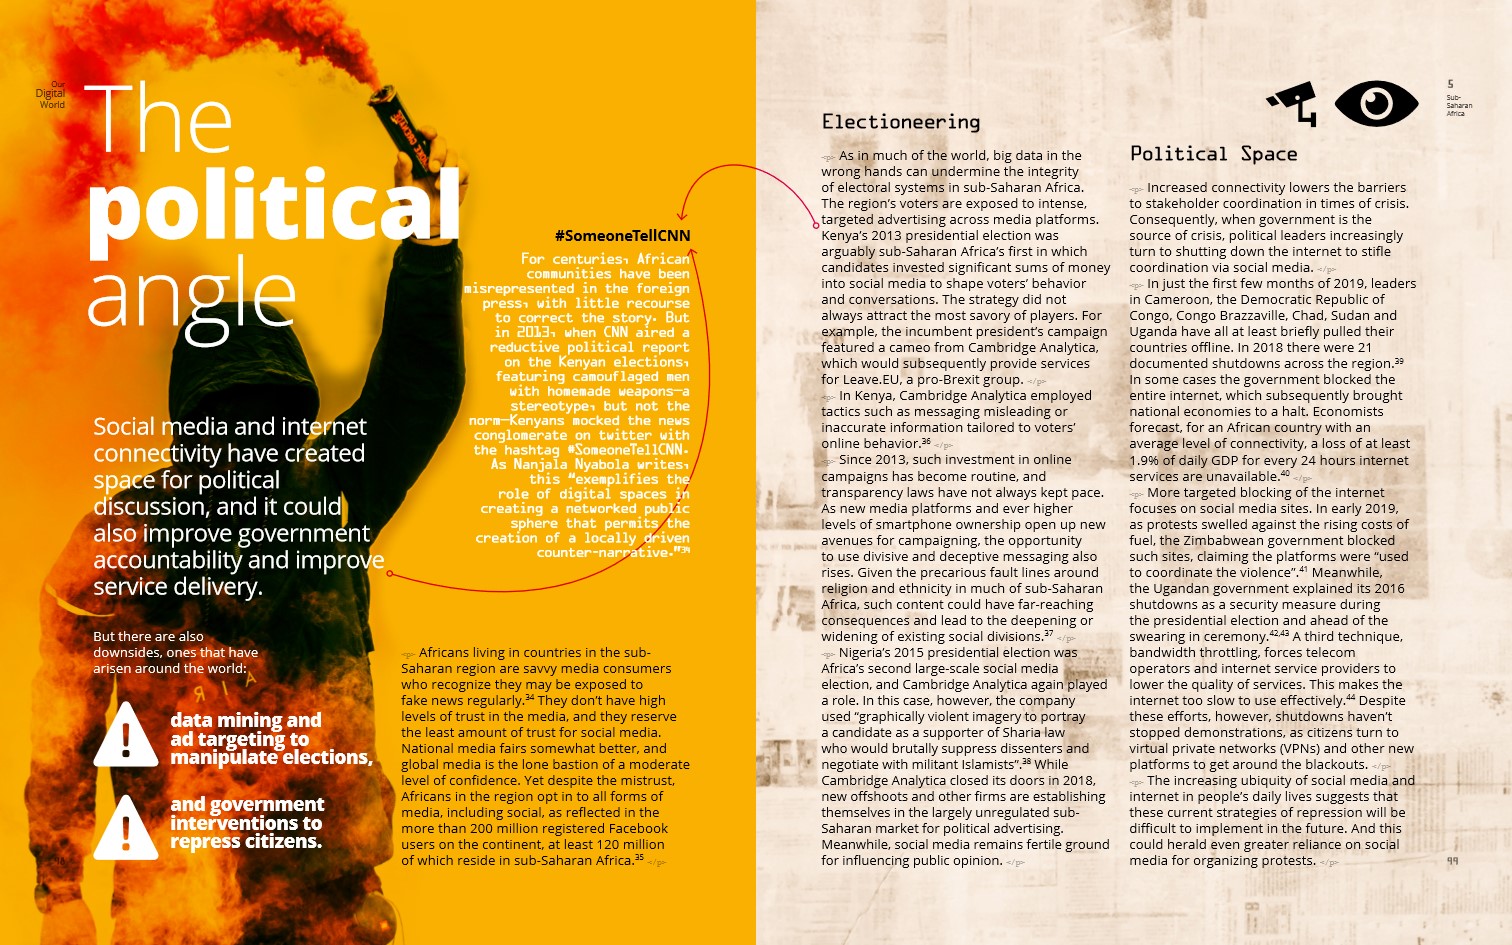 Our
Digital
World
The
political
angle
Social media and internet
connectivity have created
space for political
discussion, and it could
also improve government
accountability and improve
service delivery.
But there are also
downsides, ones that have
arisen around the world:
data mining and
ad targeting to
manipulate elections,
and government
interventions to
repress citizens.
98
#SomeoneTellCNN
For centuries, African
communities have been
misrepresented in the foreign
press, with little recourse
to correct the story. But
in 2013, when CNN aired a
reductive political report
on the Kenyan elections,
featuring camouflaged men
with homemade weapons—a
stereotype, but not the
norm—Kenyans mocked the news
conglomerate on twitter with
the hashtag #SomeoneTellCNN.
As Nanjala Nyabola writes,
this “exemplifies the
role of digital spaces in
creating a networked public
sphere that permits the
creation of a locally driven
counter-narrative.”34
<p> Africans living in countries in the sub-
Saharan region are savvy media consumers
who recognize they may be exposed to
fake news regularly.34 They don’t have high
levels of trust in the media, and they reserve
the least amount of trust for social media.
National media fairs somewhat better, and
global media is the lone bastion of a moderate
level of confidence. Yet despite the mistrust,
Africans in the region opt in to all forms of
media, including social, as reflected in the
more than 200 million registered Facebook
users on the continent, at least 120 million
of which reside in sub-Saharan Africa.35 </p>
Electioneering
<p> As in much of the world, big data in the
wrong hands can undermine the integrity
of electoral systems in sub-Saharan Africa.
The region’s voters are exposed to intense,
targeted advertising across media platforms.
Kenya’s 2013 presidential election was
arguably sub-Saharan Africa’s first in which
candidates invested significant sums of money
into social media to shape voters’ behavior
and conversations. The strategy did not
always attract the most savory of players. For
example, the incumbent president’s campaign
featured a cameo from Cambridge Analytica,
which would subsequently provide services
for Leave.EU, a pro-Brexit group. </p>
<p> In Kenya, Cambridge Analytica employed
tactics such as messaging misleading or
inaccurate information tailored to voters’
online behavior.36 </p>
<p> Since 2013, such investment in online
campaigns has become routine, and
transparency laws have not always kept pace.
As new media platforms and ever higher
levels of smartphone ownership open up new
avenues for campaigning, the opportunity
to use divisive and deceptive messaging also
rises. Given the precarious fault lines around
religion and ethnicity in much of sub-Saharan
Africa, such content could have far-reaching
consequences and lead to the deepening or
widening of existing social divisions.37 </p>
<p> Nigeria’s 2015 presidential election was
Africa’s second large-scale social media
election, and Cambridge Analytica again played
a role. In this case, however, the company
used “graphically violent imagery to portray
a candidate as a supporter of Sharia law
who would brutally suppress dissenters and
negotiate with militant Islamists”.38 While
Cambridge Analytica closed its doors in 2018,
new offshoots and other firms are establishing
themselves in the largely unregulated sub-
Saharan market for political advertising.
Meanwhile, social media remains fertile ground
for influencing public opinion. </p>
5
Sub-
Saharan
Africa
Political Space
<p> Increased connectivity lowers the barriers
to stakeholder coordination in times of crisis.
Consequently, when government is the
source of crisis, political leaders increasingly
turn to shutting down the internet to stifle
coordination via social media. </p>
<p> In just the first few months of 2019, leaders
in Cameroon, the Democratic Republic of
Congo, Congo Brazzaville, Chad, Sudan and
Uganda have all at least briefly pulled their
countries offline. In 2018 there were 21
documented shutdowns across the region.39
In some cases the government blocked the
entire internet, which subsequently brought
national economies to a halt. Economists
forecast, for an African country with an
average level of connectivity, a loss of at least
1.9% of daily GDP for every 24 hours internet
services are unavailable.40 </p>
<p> More targeted blocking of the internet
focuses on social media sites. In early 2019,
as protests swelled against the rising costs of
fuel, the Zimbabwean government blocked
such sites, claiming the platforms were “used
to coordinate the violence”.41 Meanwhile,
the Ugandan government explained its 2016
shutdowns as a security measure during
the presidential election and ahead of the
swearing in ceremony.42,43 A third technique,
bandwidth throttling, forces telecom
operators and internet service providers to
lower the quality of services. This makes the
internet too slow to use effectively.44 Despite
these efforts, however, shutdowns haven’t
stopped demonstrations, as citizens turn to
virtual private networks (VPNs) and other new
platforms to get around the blackouts. </p>
<p> The increasing ubiquity of social media and
internet in people’s daily lives suggests that
these current strategies of repression will be
difficult to implement in the future. And this
could herald even greater reliance on social
media for organizing protests. </p>
99